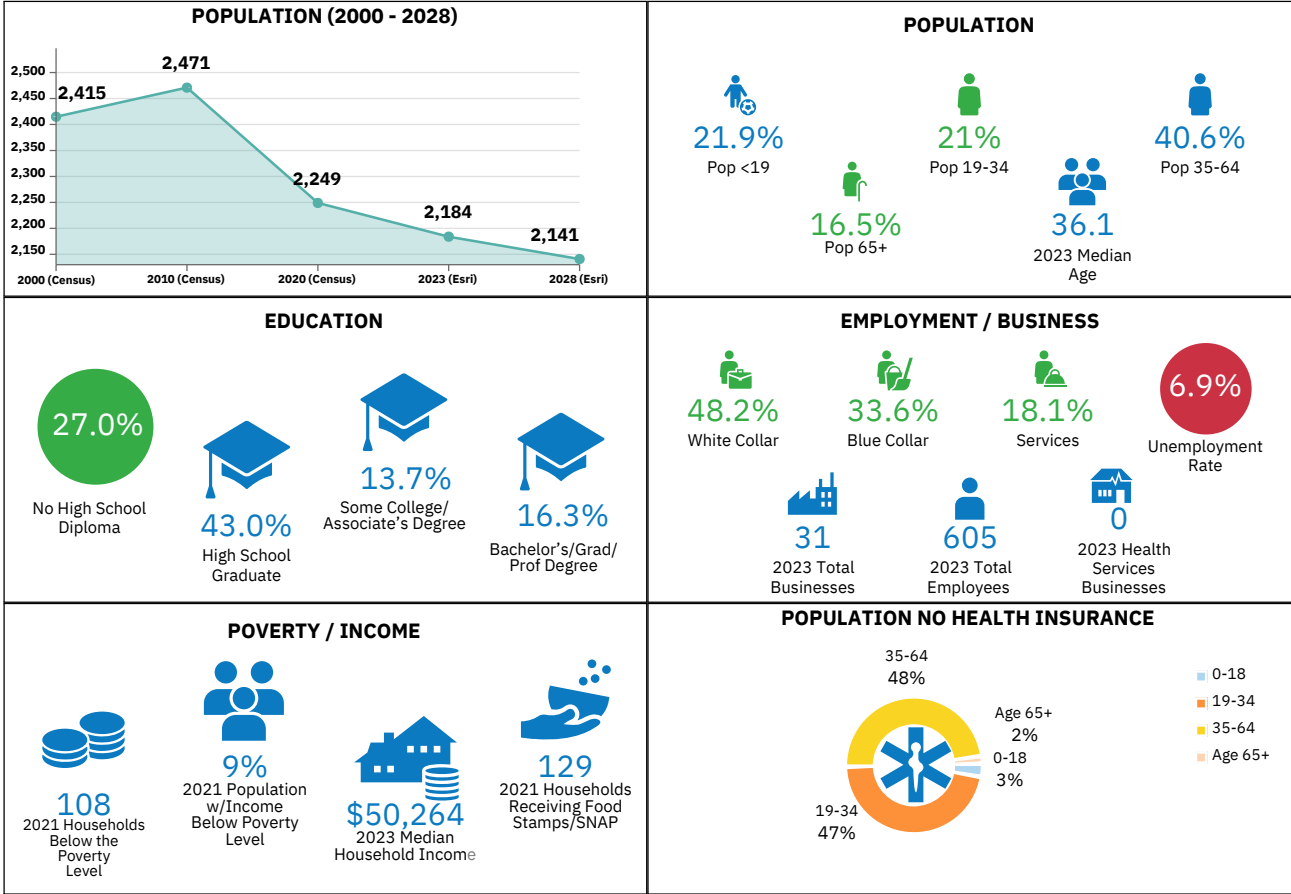 POPULATION (2000 - 2028)
2,500
2,450
2,400
2,350
2,300
2,250
2,200
2,150
2,415
2,471
2,249
2,184
2,141
2000 (Census)
2010 (Census)
2020 (Census)
2023 (Esri)
2028 (Esri)
POPULATION
21.9%
Pop <19
21%
Pop 19-34
40.6%
Pop 35-64
16.5%
Pop 65+
36.1
2023 Median
Age
EDUCATION
27.0%
No High School
Diploma
43.0%
High School
Graduate
13.7%
Some College/
Associate's Degree
16.3%
Bachelor's/Grad/
Prof Degree
EMPLOYMENT / BUSINESS
48.2%
White Collar
33.6%
Blue Collar
18.1%
Services
6.9%
Unemployment
Rate
31
2023 Total
Businesses
605
2023 Total
Employees
0
2023 Health
Services
Businesses
POVERTY / INCOME
108
2021 Households
Below the
Poverty
Level
9%
2021 Population
w/Income
Below Poverty
Level
$50,264
2023 Median
Household Income
129
2021 Households
Receiving Food
Stamps/SNAP
POPULATION NO HEALTH INSURANCE
35-64
48%
Age 65+
2%
0-18
3%
19-34
47%
0-18
19-34
35-64
Age 65+